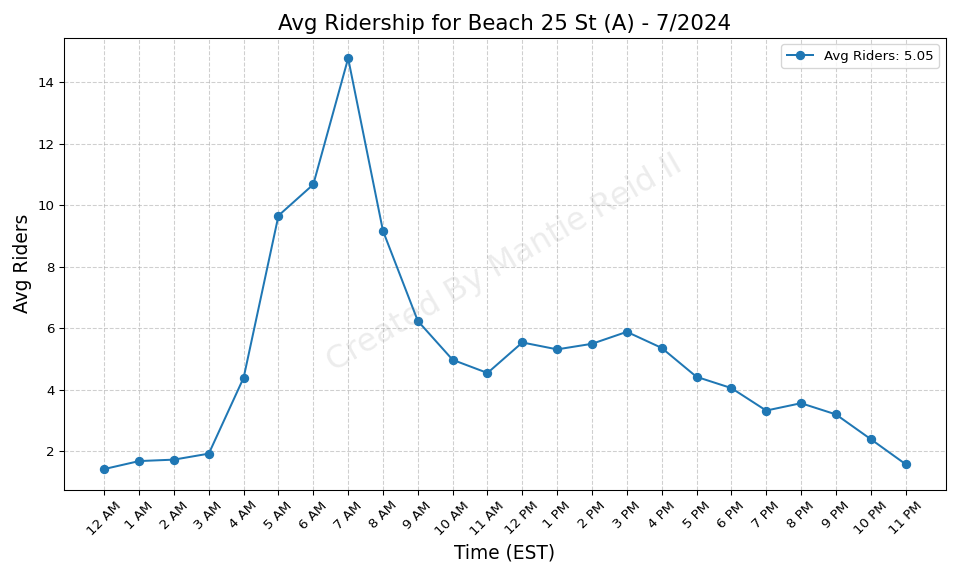 Avg Ridership for Beach 25 St (A) - 7/2024
Avg Riders: 5.05
Avg Riders
14
12
10
8
6
4
2
Created By Mantie Reid II
12 AM
1 AM
2 AM
3 AM
4 AM
5 AM
6 AM
7 AM
8 AM
9 AM
10 AM
11 AM
12 PM
1 PM
2 PM
3 PM
4 PM
5 PM
6 PM
7 PM
8 PM
9 PM
10 PM
11 PM
Time (EST)